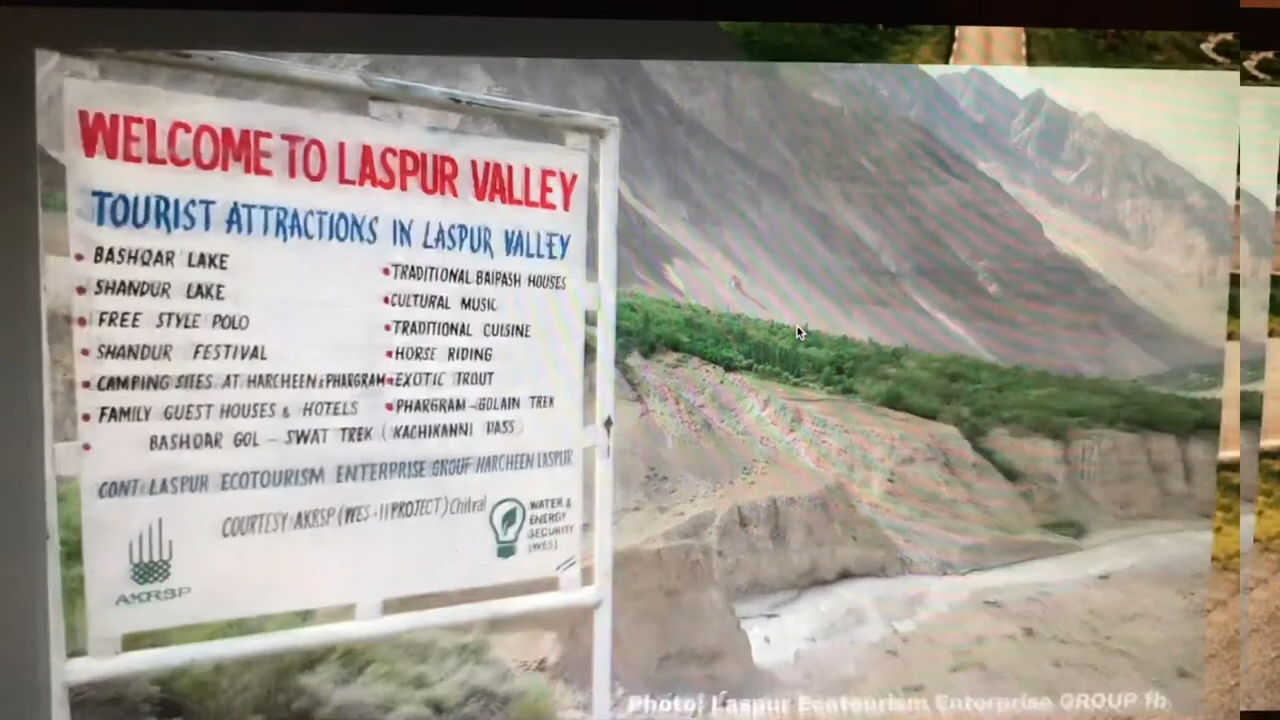 WELCOME TO LASPUR VALLEY
TOURIST ATTRACTIONS IN LASPUR VALLEY
• BASHQAR LAKE
• SHANDUR LAKE
• FREE STYLE POLO
• SHANDUR FESTIVAL
• CAMPING SITES AT HARCHEEN & PHARGRAM
• FAMILY GUEST HOUSES & HOTELS
• TRADITIONAL BAIPASH HOUSES
• CULTURAL MUSIC
• TRADITIONAL CUISINE
• HORSE RIDING
• EXOTIC TROUT
• PHARGRAM - GOLAIN TREK
• BASHQAR GOL - SWAT TREK (KACHIKANNI PASS)
CONT: LASPUR ECOTOURISM ENTERPRISE GROUP HARCHEEN LASPUR
COURTESY: AKRSP (WES-II PROJECT) Chitral
WATER &
ENERGY
SECURITY
(WES)
AKRSP
Photo: Laspur Ecotourism Enterprise GROUP fb